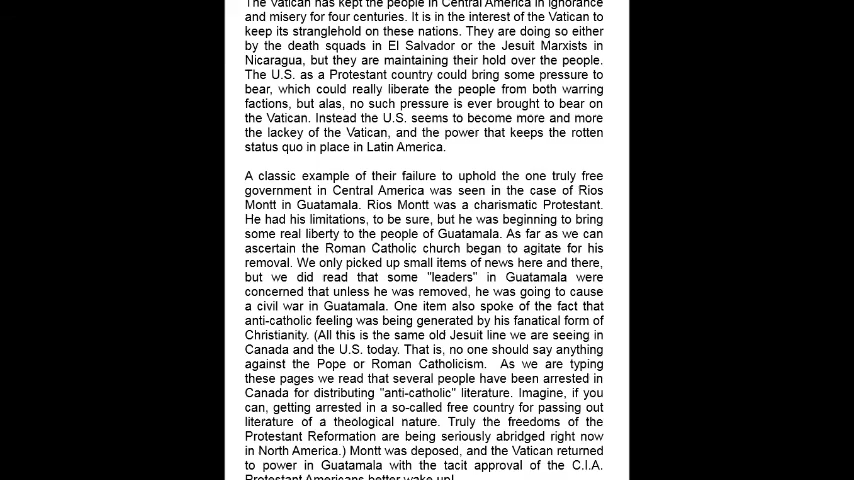 The Vatican has kept the people in Central America in ignorance
and misery for four centuries. It is in the interest of the Vatican to
keep its stranglehold on these nations. They are doing so either
by the death squads in El Salvador or the Jesuit Marxists in
Nicaragua, but they are maintaining their hold over the people.
The U.S. as a Protestant country could bring some pressure to
bear, which could really liberate the people from both warring
factions, but alas, no such pressure is ever brought to bear on
the Vatican. Instead the U.S. seems to become more and more
the lackey of the Vatican, and the power that keeps the rotten
status quo in place in Latin America.
A classic example of their failure to uphold the one truly free
government in Central America was seen in the case of Rios
Montt in Guatamala. Rios Montt was a charismatic Protestant.
He had his limitations, to be sure, but he was beginning to bring
some real liberty to the people of Guatamala. As far as we can
ascertain the Roman Catholic church began to agitate for his
removal. We only picked up small items of news here and there,
but we did read that some "leaders" in Guatamala were
concerned that unless he was removed, he was going to cause
a civil war in Guatamala. One item also spoke of the fact that
anti-catholic feeling was being generated by his fanatical form of
Christianity. (All this is the same old Jesuit line we are seeing in
Canada and the U.S. today. That is, no one should say anything
against the Pope or Roman Catholicism. As we are typing
these pages we read that several people have been arrested in
Canada for distributing "anti-catholic" literature. Imagine, if you
can, getting arrested in a so-called free country for passing out
literature of a theological nature. Truly the freedoms of the
Protestant Reformation are being seriously abridged right now
in North America.) Montt was deposed, and the Vatican returned
to power in Guatamala with the tacit approval of the C.I.A.
Protestant Americans better wake up!